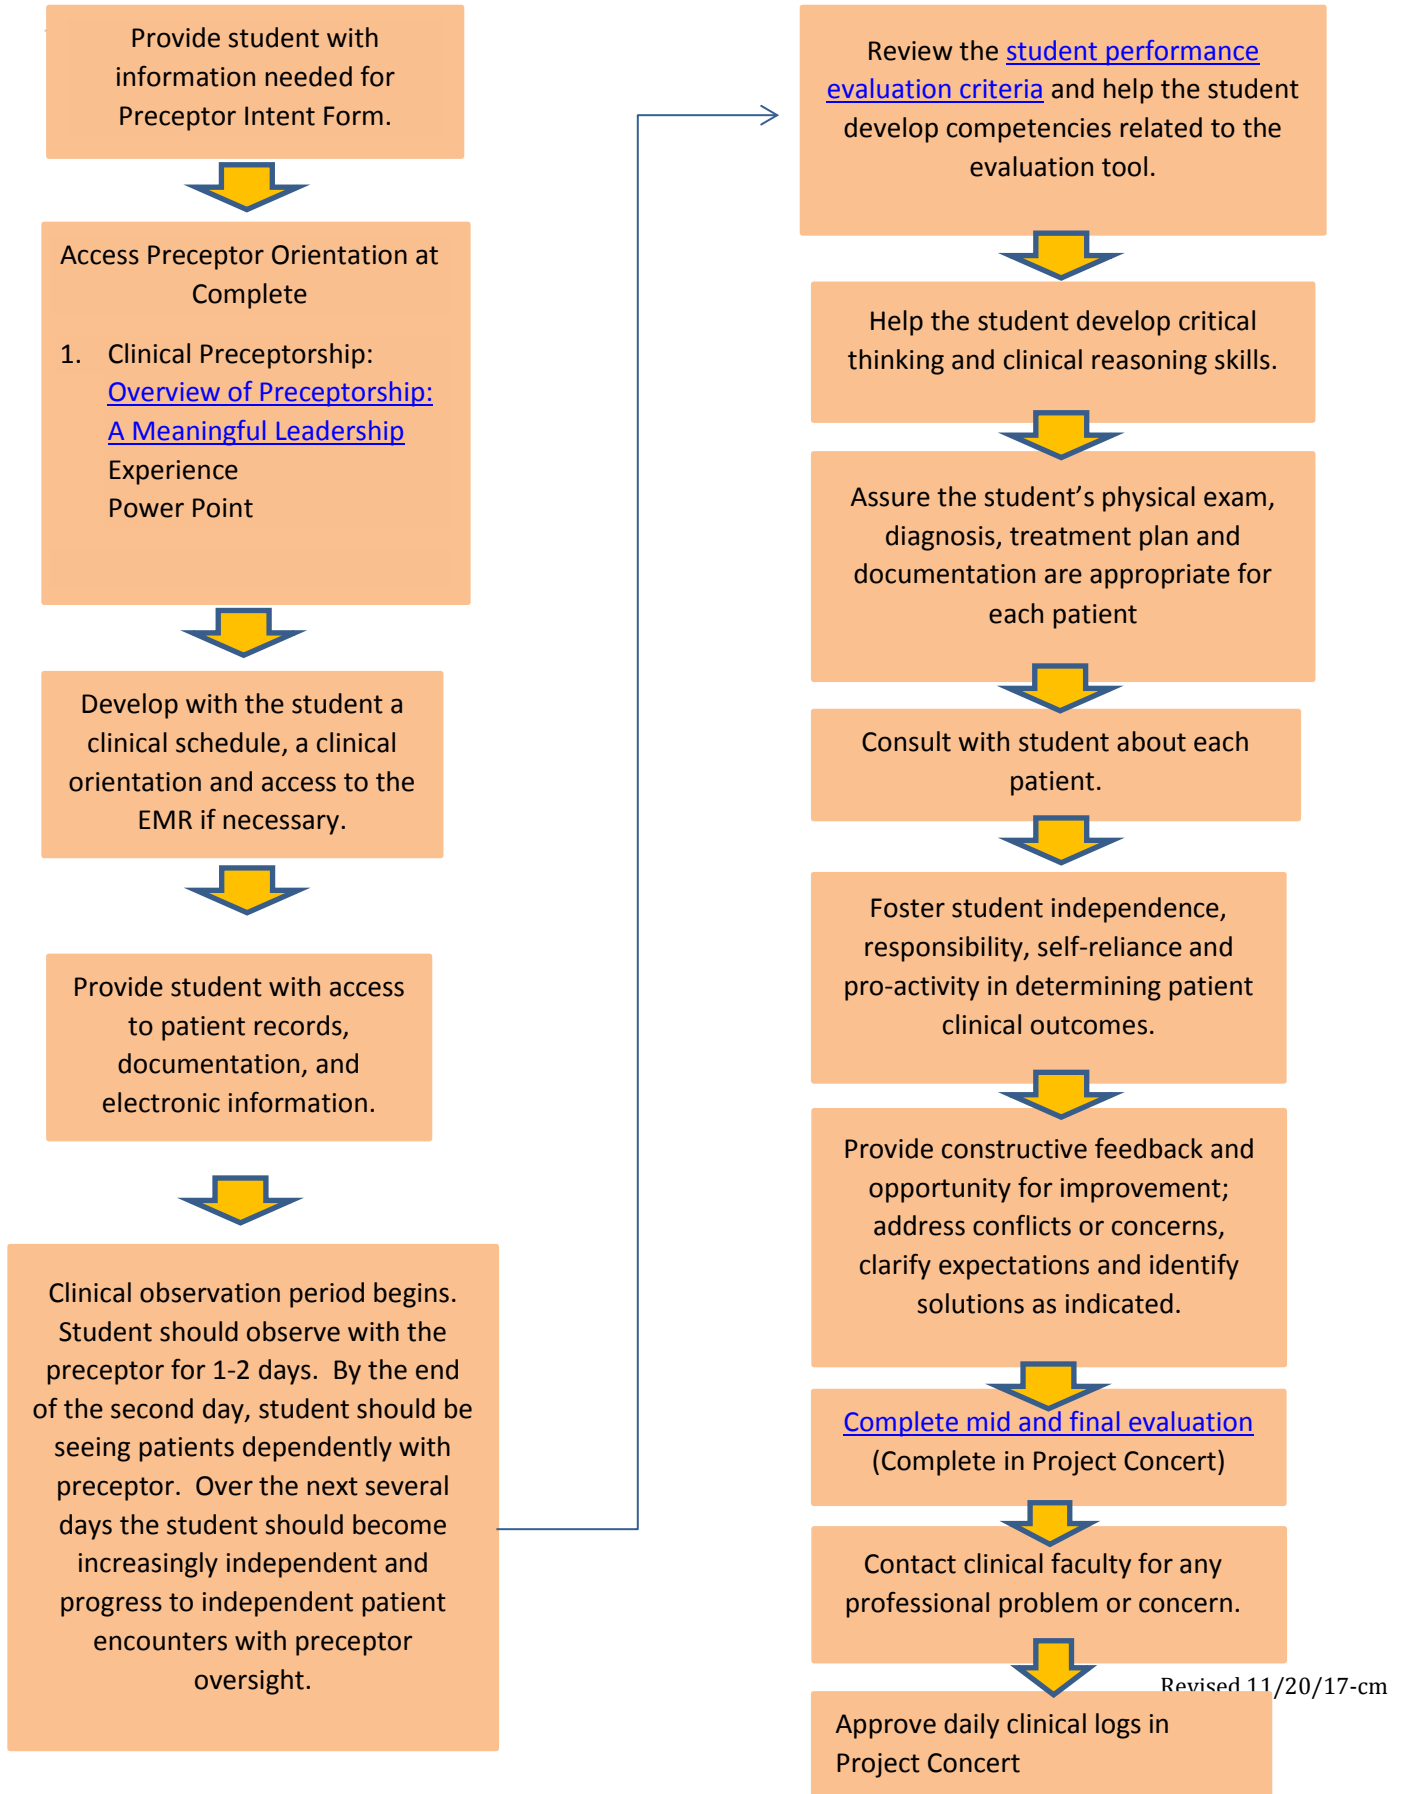 Provide student with
information needed for
Preceptor Intent Form.
Access Preceptor Orientation at
Complete
1. Clinical Preceptorship:
Overview of Preceptorship:
A Meaningful Leadership
Experience
Power Point
Develop with the student a
clinical schedule, a clinical
orientation and access to the
EMR if necessary.
Provide student with access
to patient records,
documentation, and
electronic information.
Clinical observation period begins.
Student should observe with the
preceptor for 1-2 days.  By the end
of the second day, student should be
seeing patients dependently with
preceptor.  Over the next several
days the student should become
increasingly independent and
progress to independent patient
encounters with preceptor
oversight.
Review the student performance
evaluation criteria and help the student
develop competencies related to the
evaluation tool.
Help the student develop critical
thinking and clinical reasoning skills.
Assure the student’s physical exam,
diagnosis, treatment plan and
documentation are appropriate for
each patient
Consult with student about each
patient.
Foster student independence,
responsibility, self-reliance and
pro-activity in determining patient
clinical outcomes.
Provide constructive feedback and
opportunity for improvement;
address conflicts or concerns,
clarify expectations and identify
solutions as indicated.
Complete mid and final evaluation
(Complete in Project Concert)
Contact clinical faculty for any
professional problem or concern.
Revised 11/20/17-cm
Approve daily clinical logs in
Project Concert